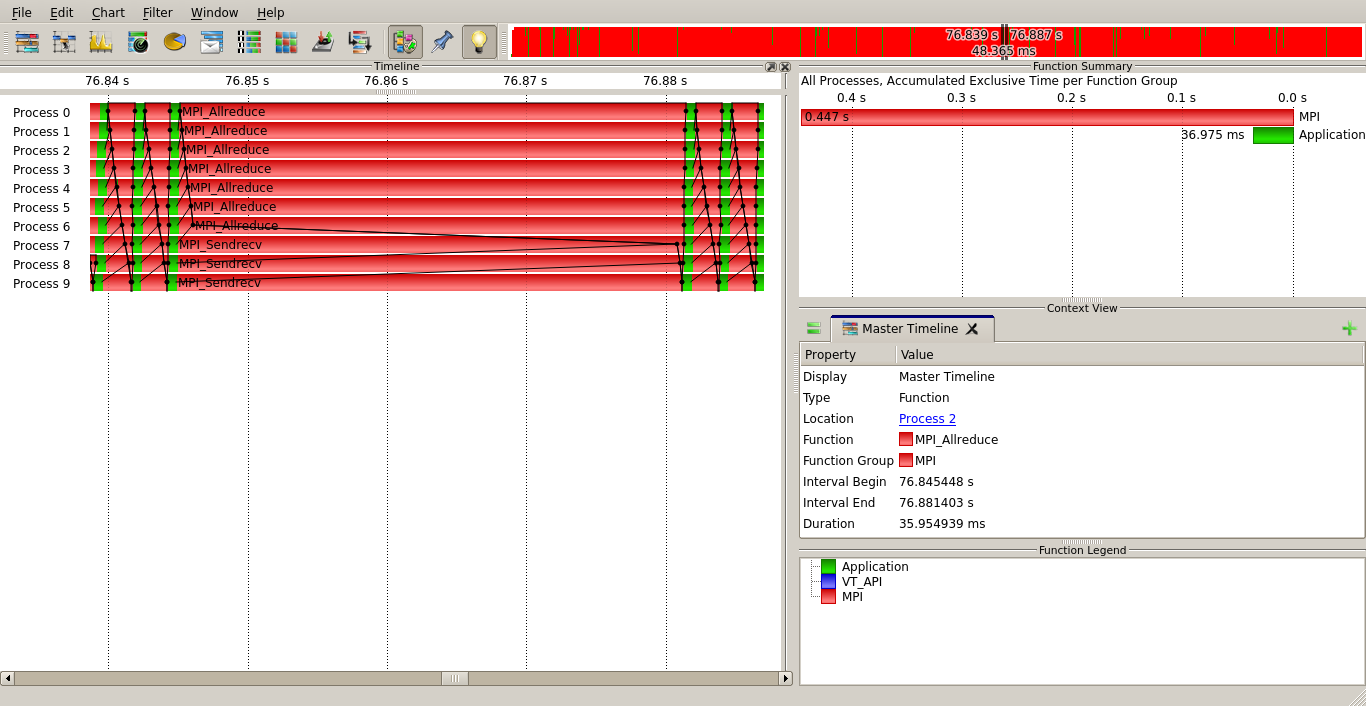 File Edit Chart Filter Window Help
76.839 s 76.887 s
48.365 ms
Timeline
76.84 s 76.85 s 76.86 s 76.87 s 76.88 s
Process 0 MPI_Allreduce
Process 1 MPI_Allreduce
Process 2 MPI_Allreduce
Process 3 MPI_Allreduce
Process 4 MPI_Allreduce
Process 5 MPI_Allreduce
Process 6 MPI_Allreduce
Process 7 MPI_Sendrecv
Process 8 MPI_Sendrecv
Process 9 MPI_Sendrecv
Function Summary
All Processes, Accumulated Exclusive Time per Function Group
0.4 s 0.3 s 0.2 s 0.1 s 0.0 s
0.447 s MPI
36.975 ms Application
Context View
Master Timeline
Property Value
Display Master Timeline
Type Function
Location Process 2
Function MPI_Allreduce
Function Group MPI
Interval Begin 76.845448 s
Interval End 76.881403 s
Duration 35.954939 ms
Function Legend
Application
VT_API
MPI